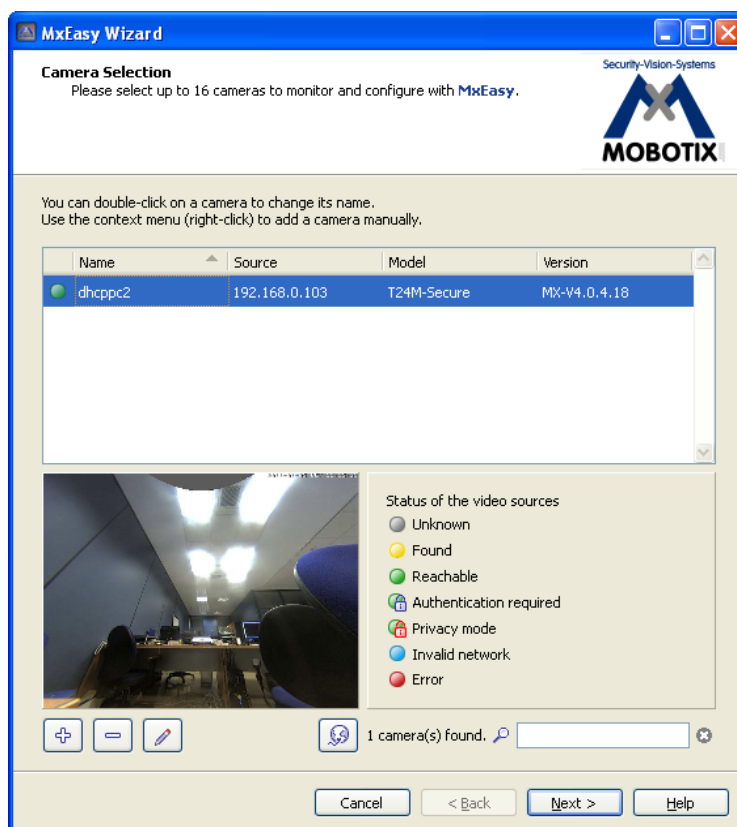 MxEasy Wizard
Camera Selection
Please select up to 16 cameras to monitor and configure with MxEasy.
Security-Vision-Systems
MOBOTIX
You can double-click on a camera to change its name.
Use the context menu (right-click) to add a camera manually.
Name Source Model Version
dhcppc2 192.168.0.103 T24M-Secure MX-V4.0.4.18
Status of the video sources
Unknown
Found
Reachable
Authentication required
Privacy mode
Invalid network
Error
1 camera(s) found.
Cancel < Back Next > Help